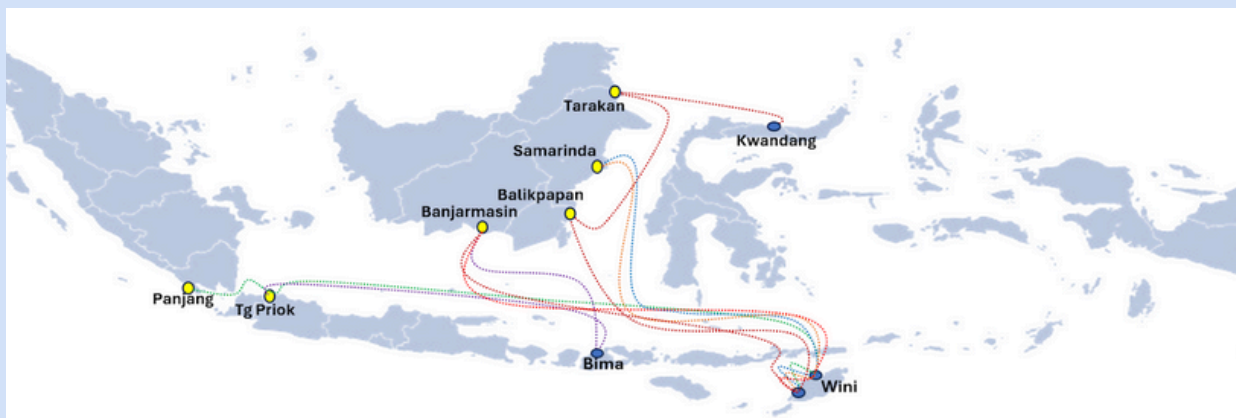 Tarakan
Kwandang
Samarinda
Balikpapan
Banjarmasin
Panjang
Tg Priok
Bima
Wini